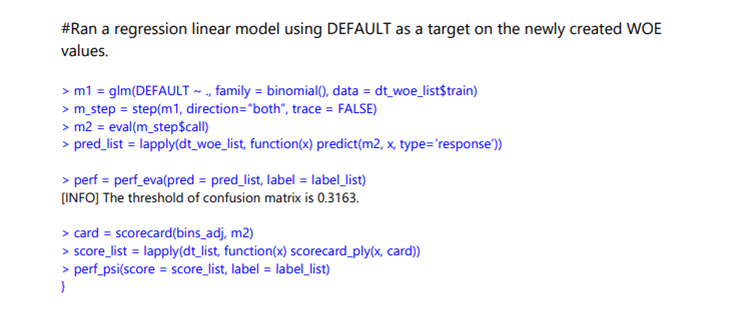 #Ran a regression linear model using DEFAULT as a target on the newly created WOE
values.
> m1 = glm(DEFAULT ~ ., family = binomial(), data = dt_woe_list$train)
> m_step = step(m1, direction="both", trace = FALSE)
> m2 = eval(m_step$call)
> pred_list = lapply(dt_woe_list, function(x) predict(m2, x, type='response'))
> perf = perf_eva(pred = pred_list, label = label_list)
[INFO] The threshold of confusion matrix is 0.3163.
> card = scorecard(bins_adj, m2)
> score_list = lapply(dt_list, function(x) scorecard_ply(x, card))
> perf_psi(score = score_list, label = label_list)
}